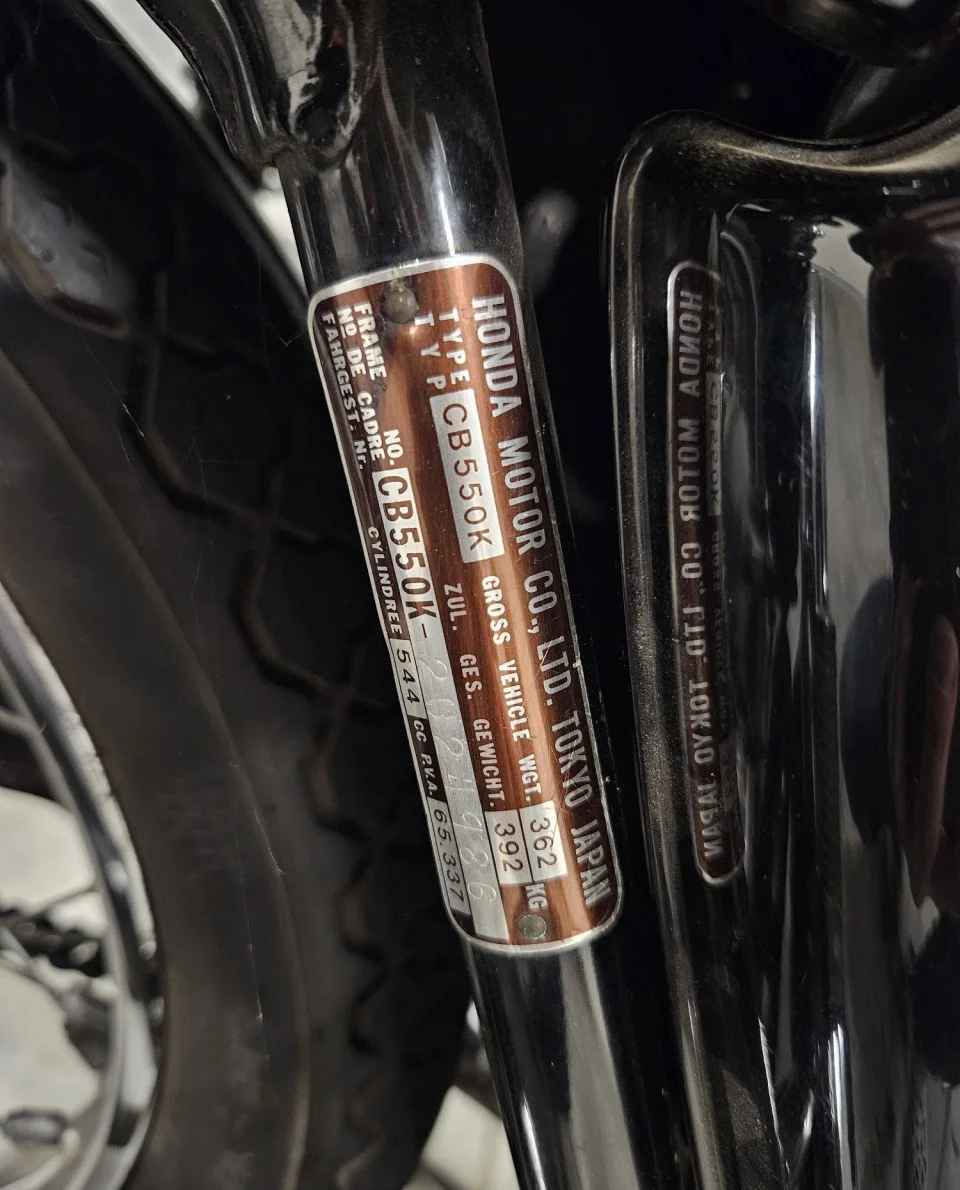 HONDA MOTOR CO., LTD. TOKYO JAPAN
TYPE CB550K GROSS VEHICLE WGT. 362 KG
TYP ZUL. GES. GEWICHT. 392
FRAME NO. CB550K-2024986
Nº DE CADRE
FAHRGEST. Nr. CYLINDREE 544 CC P.V.A. 65.337